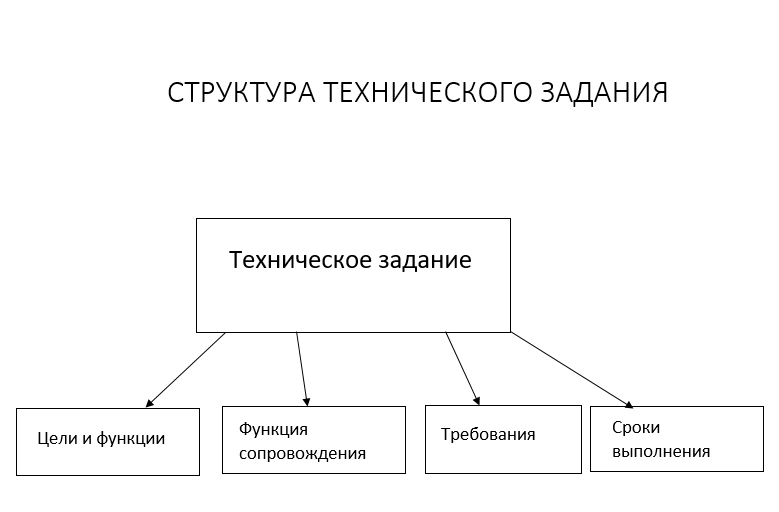 СТРУКТУРА ТЕХНИЧЕСКОГО ЗАДАНИЯ
Техническое задание
Цели и функции
Функция
сопровождения
Требования
Сроки
выполнения